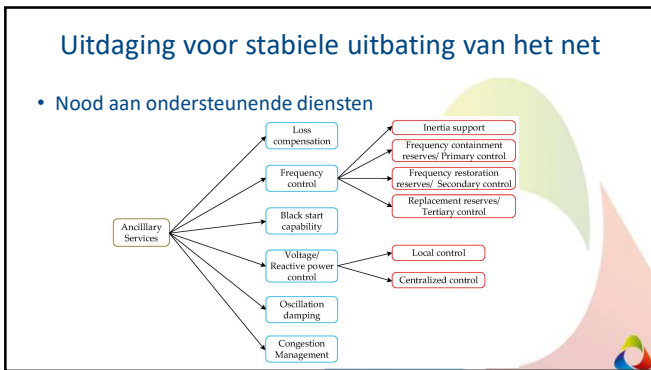 Uitdaging voor stabiele uitbating van het net
• Nood aan ondersteunende diensten
Ancilllary
Services
Loss
compensation
Frequency
control
Black start
capability
Voltage/
Reactive power
control
Oscillation
damping
Congestion
Management
Inertia support
Frequency containment
reserves/ Primary control
Frequency restoration
reserves/ Secondary control
Replacement reserves/
Tertiary control
Local control
Centralized control